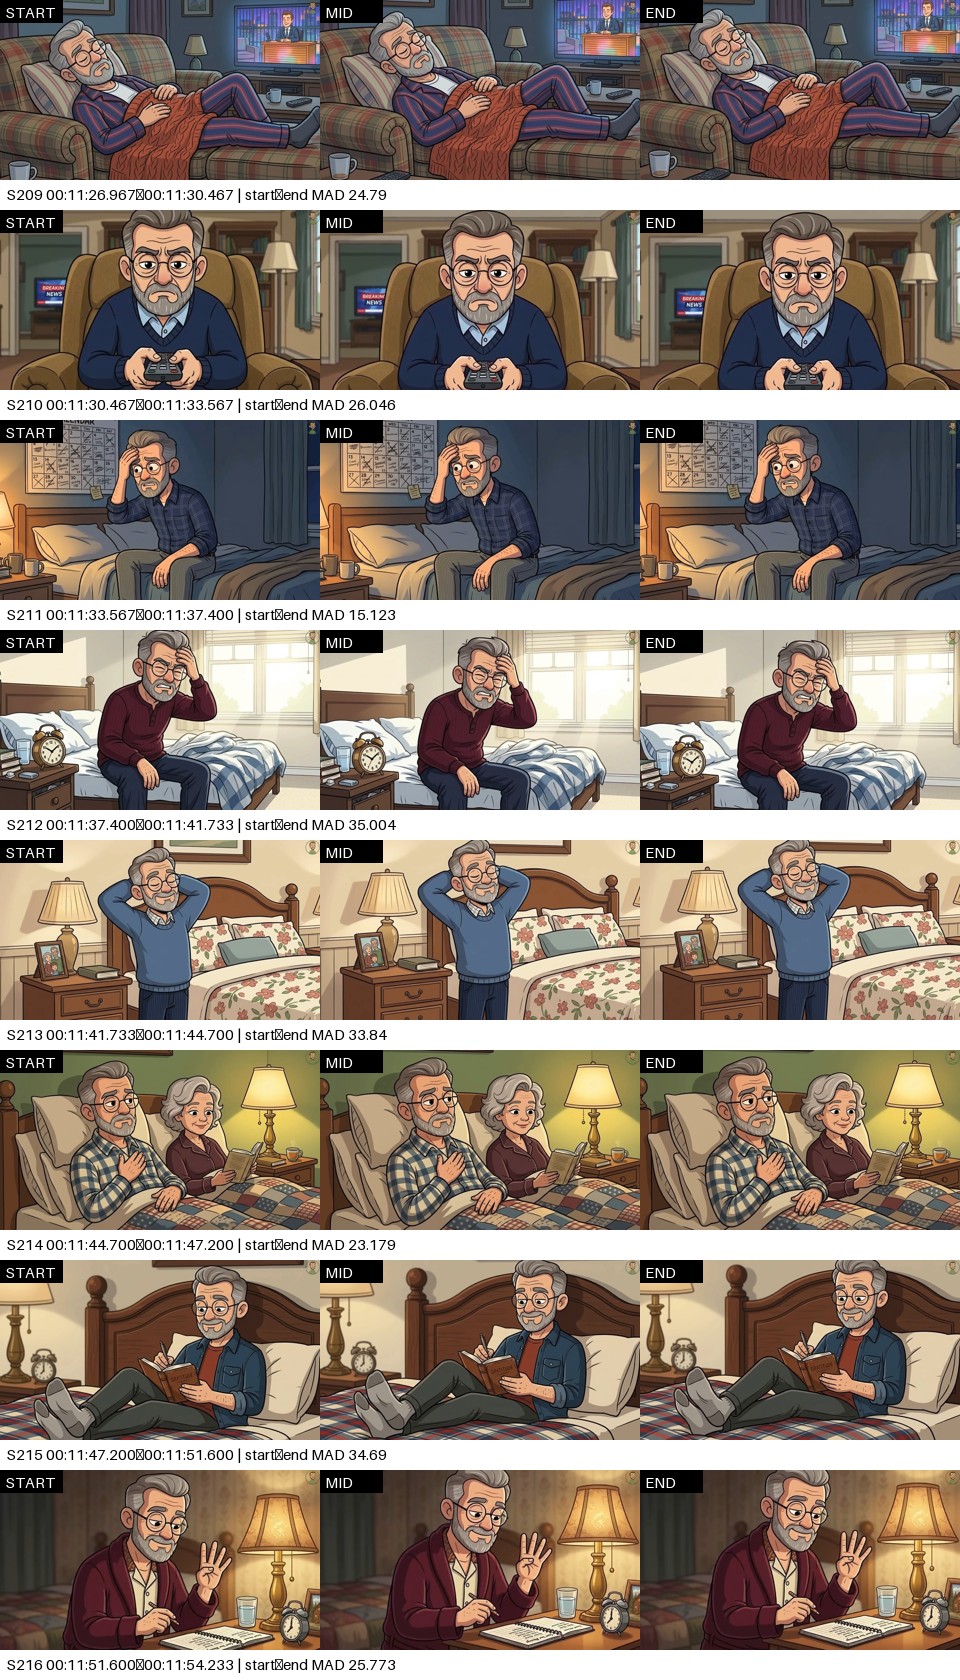 START MID END
S209 00:11:26.967□00:11:30.467 | start□end MAD 24.79
START MID END
BREAKING NEWS BREAKING NEWS BREAKING NEWS
S210 00:11:30.467□00:11:33.567 | start□end MAD 26.046
START MID END
S211 00:11:33.567□00:11:37.400 | start□end MAD 15.123
START MID END
S212 00:11:37.400□00:11:41.733 | start□end MAD 35.004
START MID END
S213 00:11:41.733□00:11:44.700 | start□end MAD 33.84
START MID END
S214 00:11:44.700□00:11:47.200 | start□end MAD 23.179
START MID END
S215 00:11:47.200□00:11:51.600 | start□end MAD 34.69
START MID END
S216 00:11:51.600□00:11:54.233 | start□end MAD 25.773